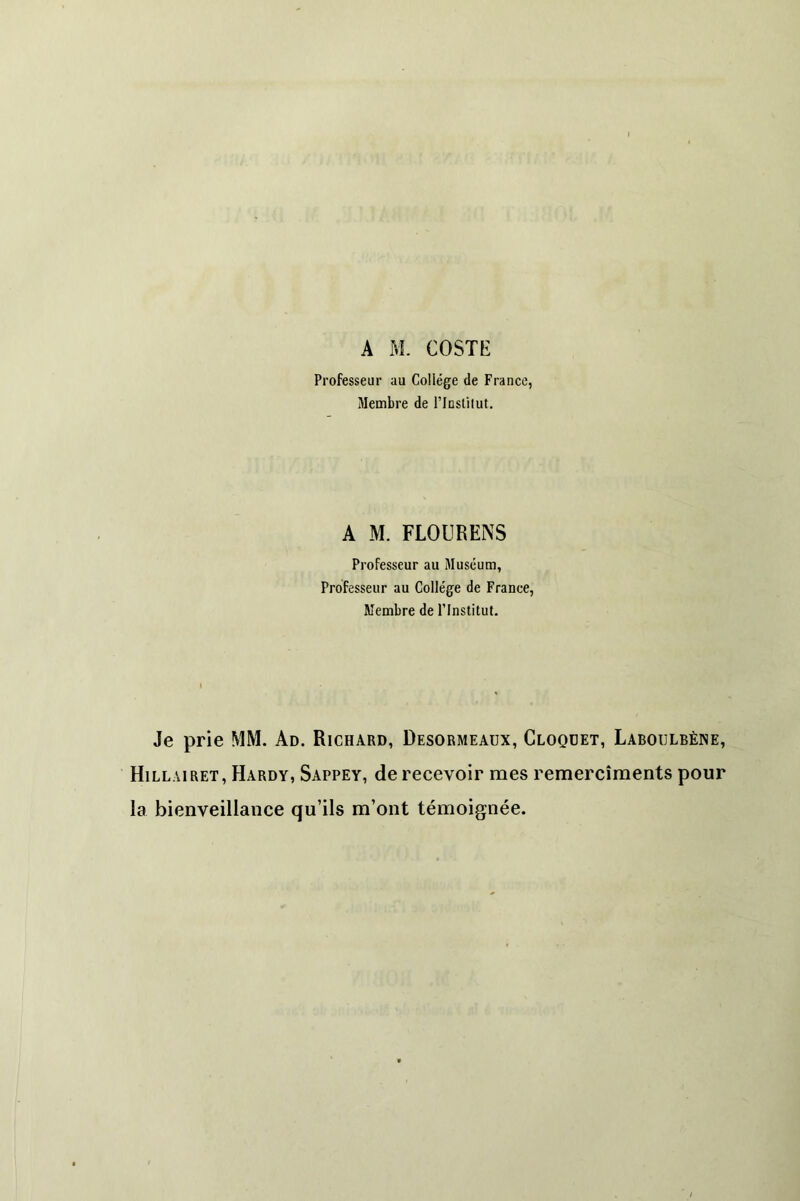 A M. COSTE
Professeur au Collége de France,
Membre de l'Institut.
A M. FLOURENS
Professeur au Muséum,
Professeur au Collége de France,
Membre de l'Institut.
Je prie MM. Ad. Richard, Desormeaux, Cloquet, Laboulbène,
Hillairet, Hardy, Sappey, de recevoir mes remercîments pour
la bienveillance qu'ils m'ont témoignée.